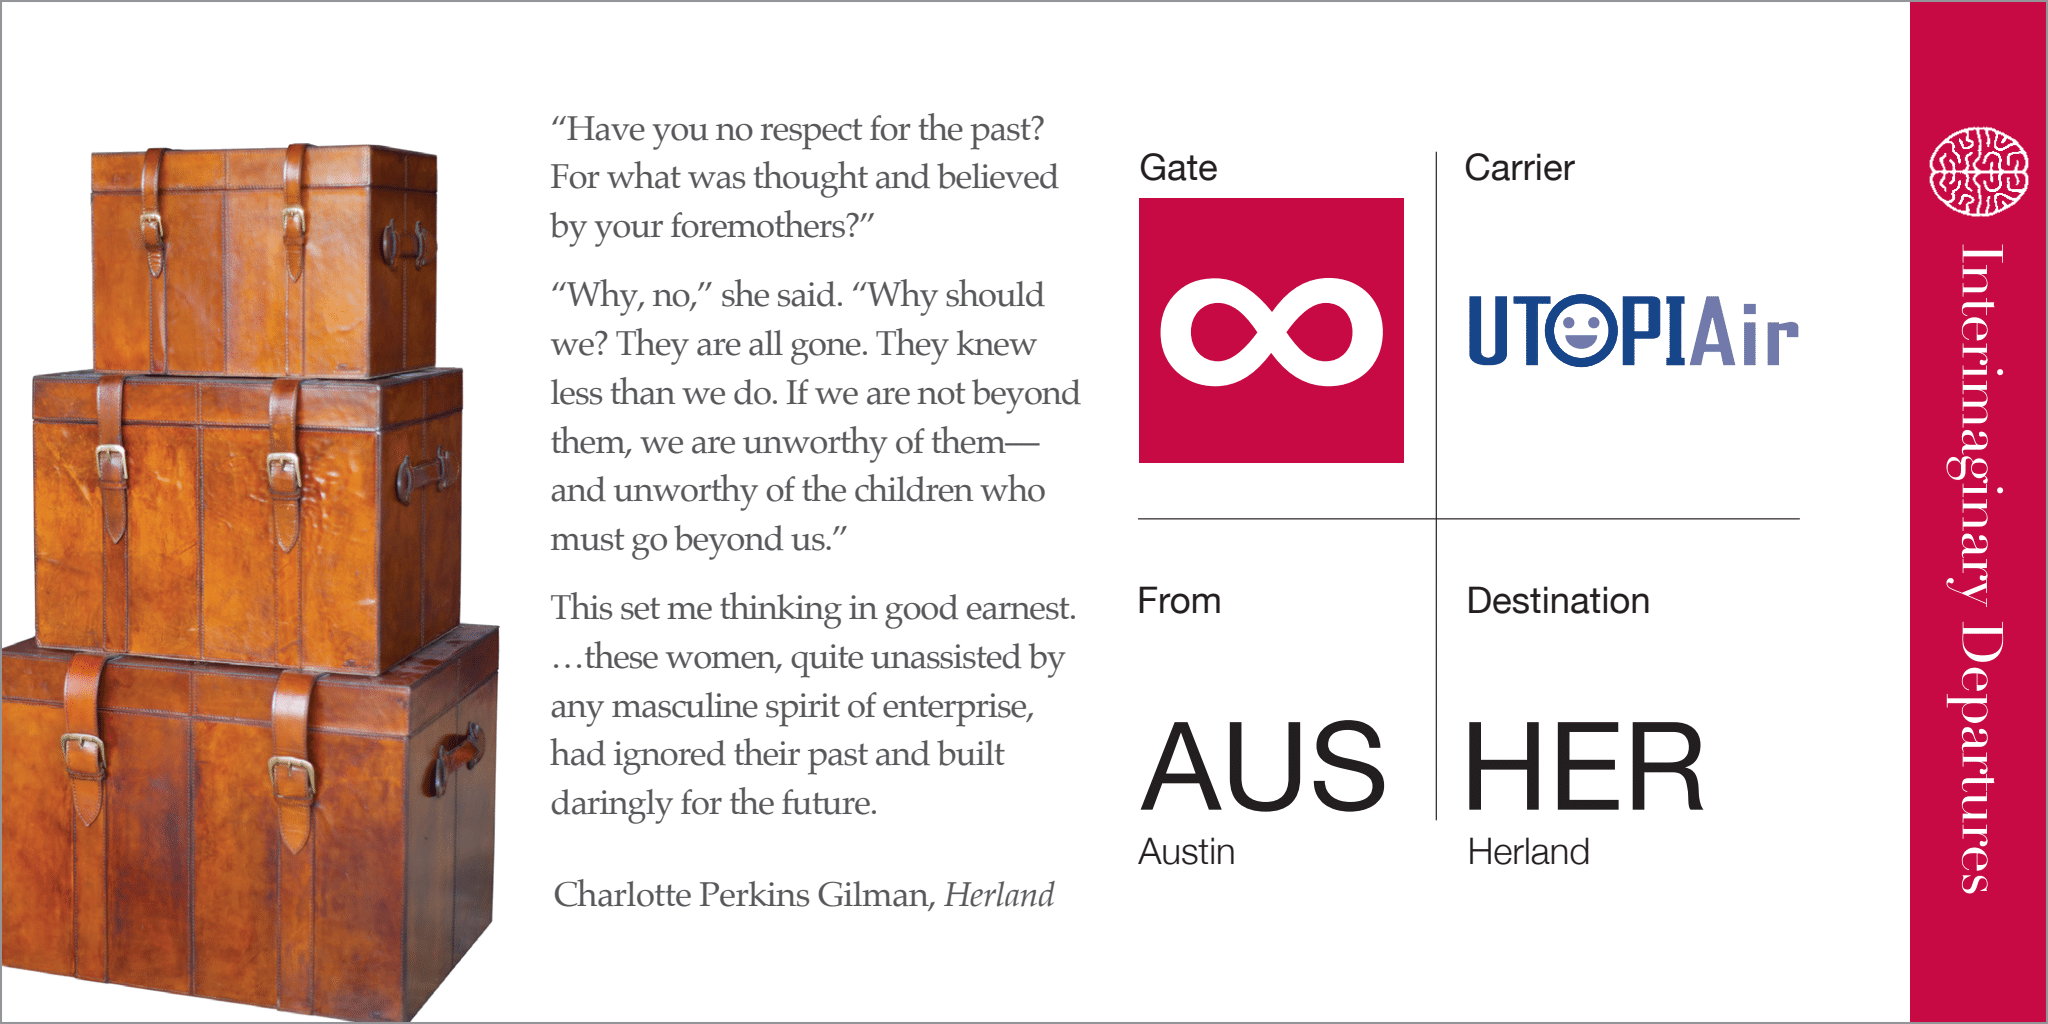 “Have you no respect for the past?
For what was thought and believed
by your foremothers?”
“Why, no,” she said. “Why should
we? They are all gone. They knew
less than we do. If we are not beyond
them, we are unworthy of them—
and unworthy of the children who
must go beyond us.”
This set me thinking in good earnest.
…these women, quite unassisted by
any masculine spirit of enterprise,
had ignored their past and built
daringly for the future.
Charlotte Perkins Gilman, Herland
Gate
∞
Carrier
UTOPIAir
From
AUS
Austin
Destination
HER
Herland
Interimaginary Departures